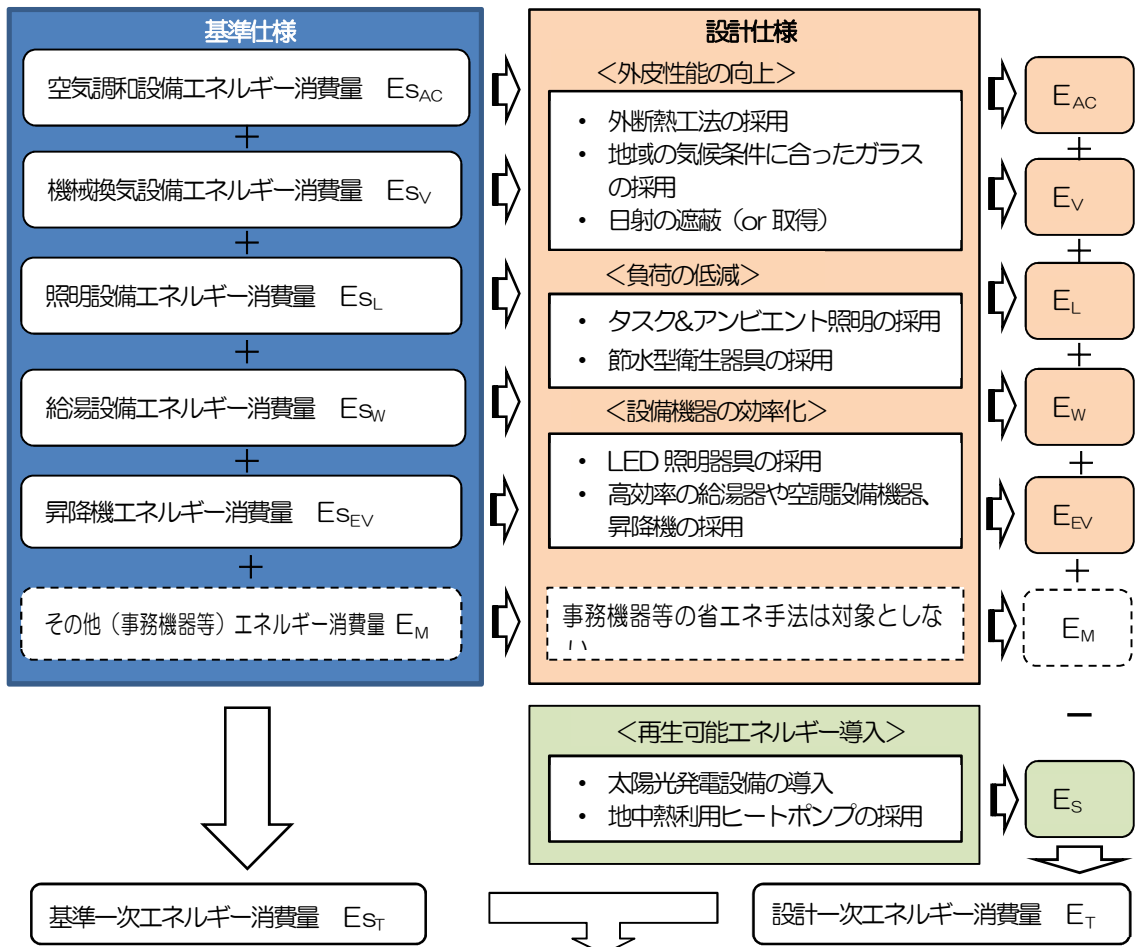 基準仕様
空気調和設備エネルギー消費量 EsAC
+
機械換気設備エネルギー消費量 EsV
+
照明設備エネルギー消費量 EsL
+
給湯設備エネルギー消費量 EsW
+
昇降機エネルギー消費量 EsEV
+
その他（事務機器等）エネルギー消費量 EM
設計仕様
＜外皮性能の向上＞
・ 外断熱工法の採用
・ 地域の気候条件に合ったガラス
の採用
・ 日射の遮蔽（or 取得）
＜負荷の低減＞
・ タスク&アンビエント照明の採用
・ 節水型衛生器具の採用
＜設備機器の効率化＞
・ LED 照明器具の採用
・ 高効率の給湯器や空調設備機器、
昇降機の採用
事務機器等の省エネ手法は対象としな
い
EAC
+
EV
+
EL
+
EW
+
EEV
+
EM
－
＜再生可能エネルギー導入＞
・ 太陽光発電設備の導入
・ 地中熱利用ヒートポンプの採用
ES
基準一次エネルギー消費量 EsT
設計一次エネルギー消費量 ET